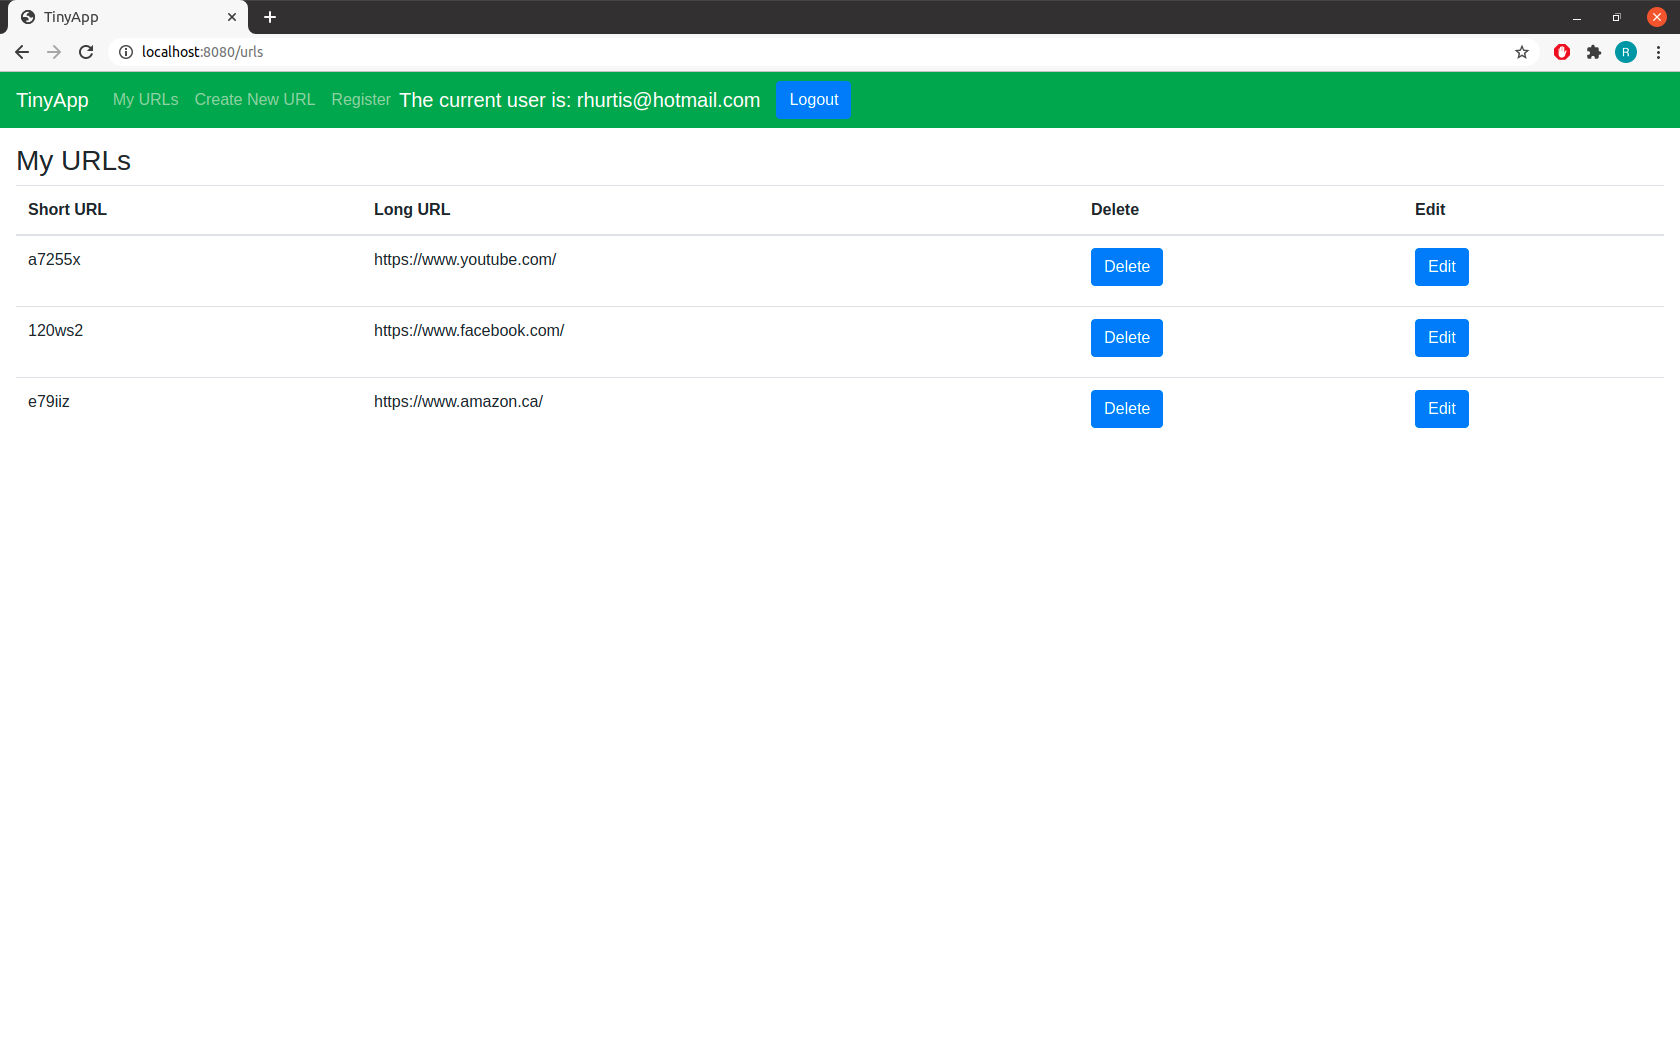 TinyApp
localhost:8080/urls
R
TinyApp My URLs Create New URL Register The current user is: rhurtis@hotmail.com Logout
My URLs
Short URL Long URL Delete Edit
a7255x https://www.youtube.com/ Delete Edit
120ws2 https://www.facebook.com/ Delete Edit
e79iiz https://www.amazon.ca/ Delete Edit